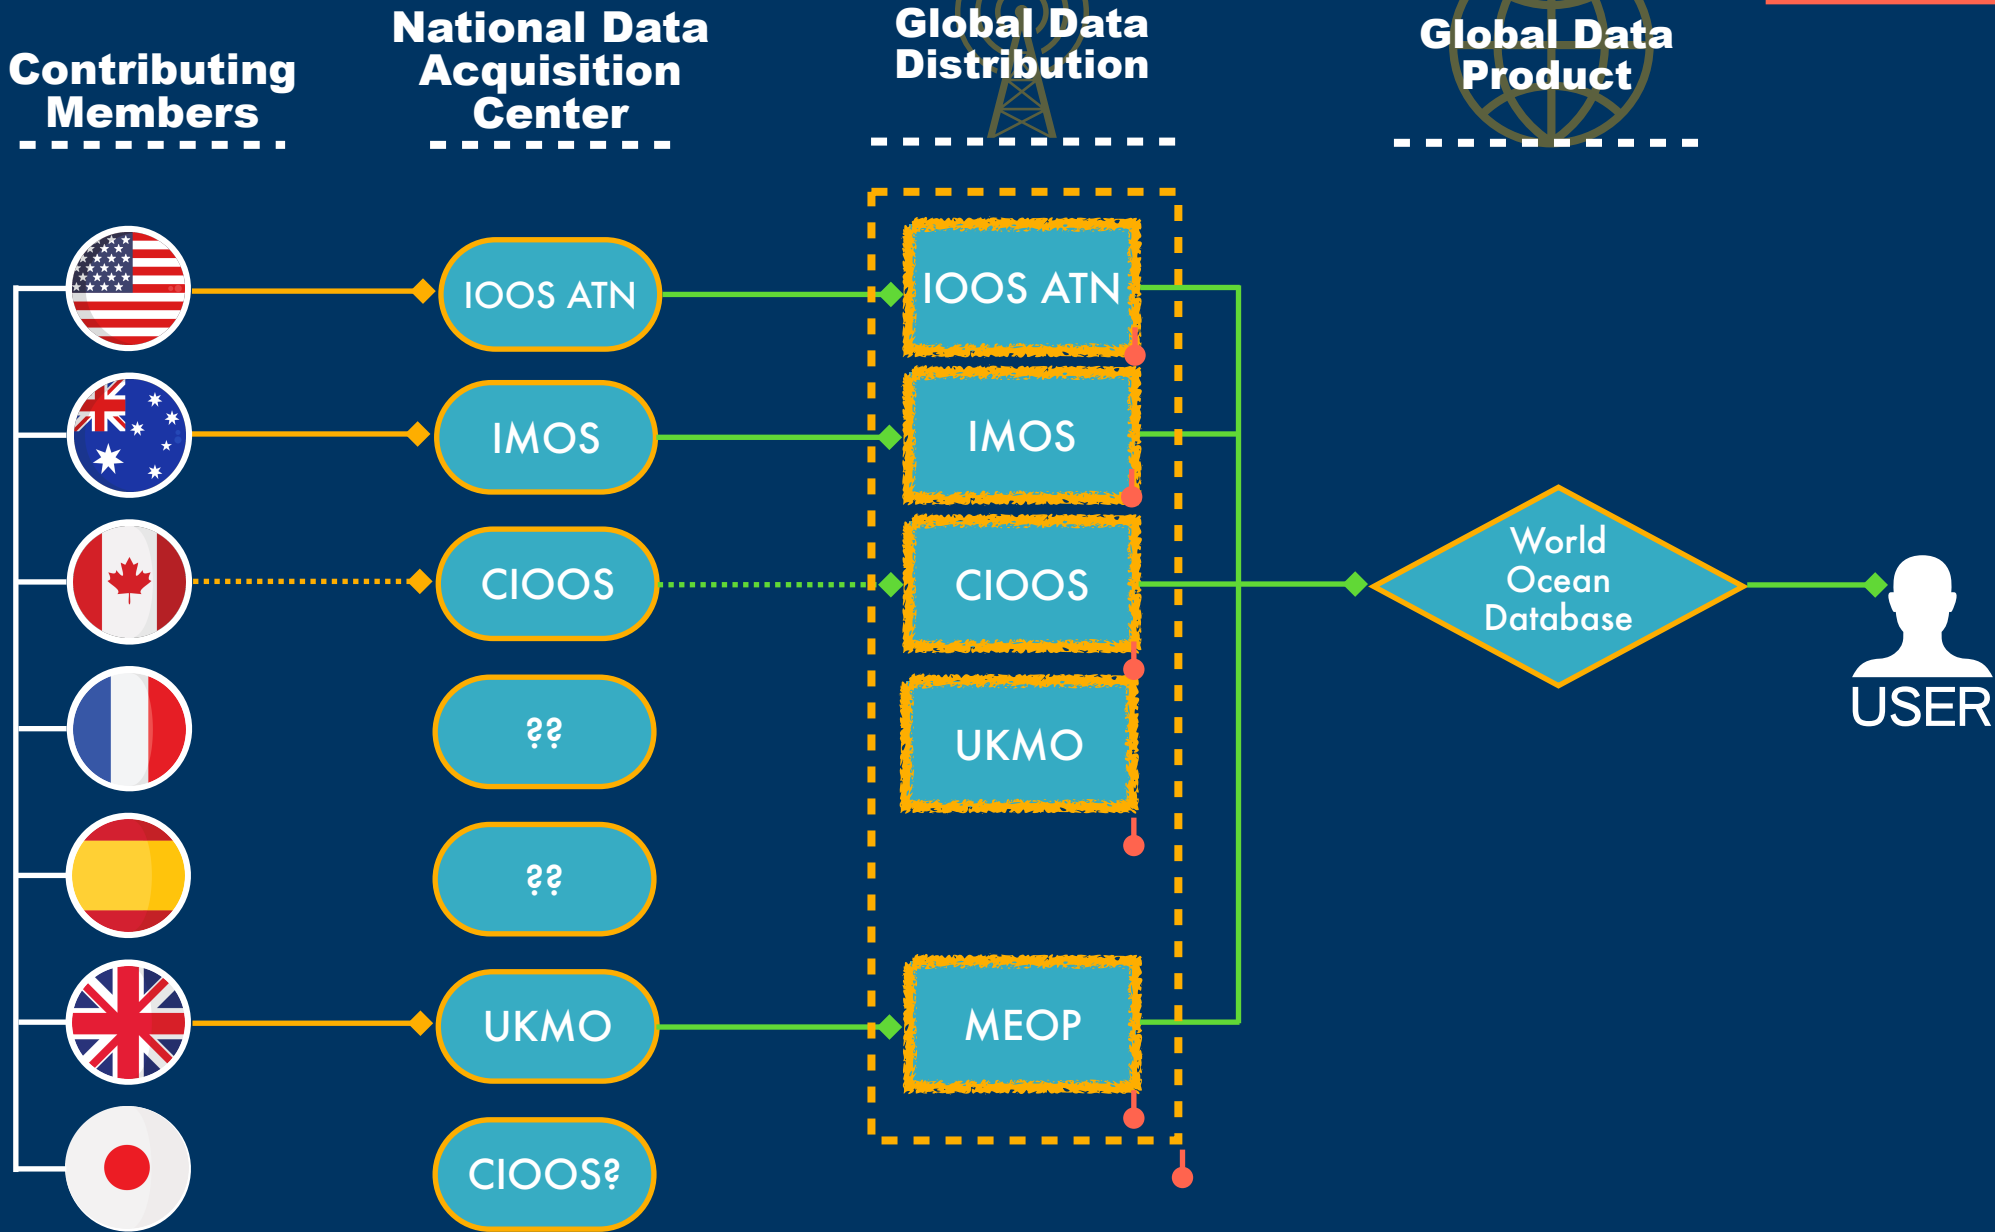 Contributing
Members
National Data
Acquisition
Center
Global Data
Distribution
Global Data
Product
IOOS ATN
IOOS ATN
IMOS
IMOS
CIOOS
CIOOS
World
Ocean
Database
USER
??
UKMO
??
UKMO
MEOP
CIOOS?